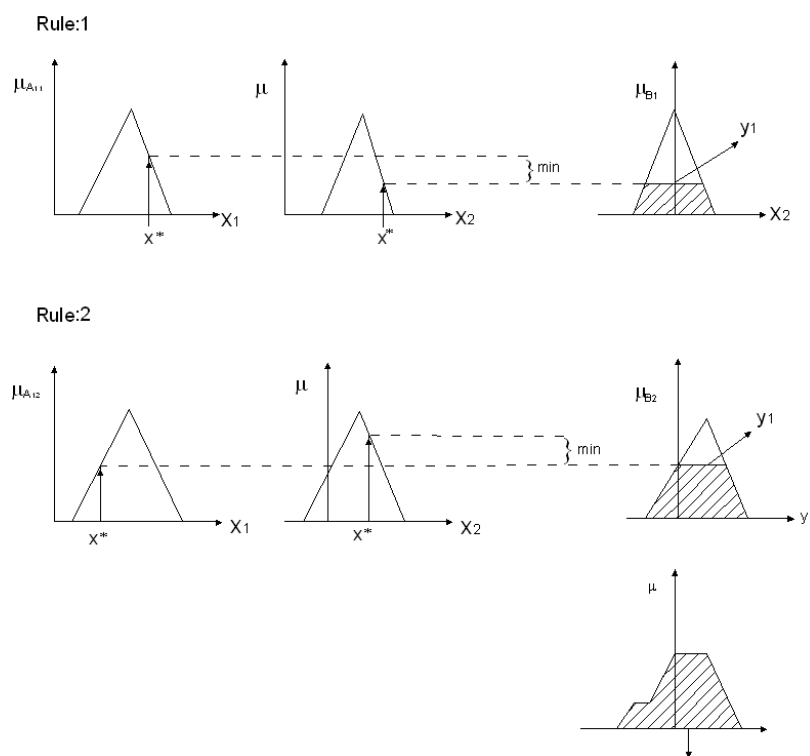 Rule:1
μA11
μ
μB1
y1
min
X1
X2
X2
x*
x*
Rule:2
μA12
μ
μB2
y1
min
X1
X2
y
x*
x*
μ